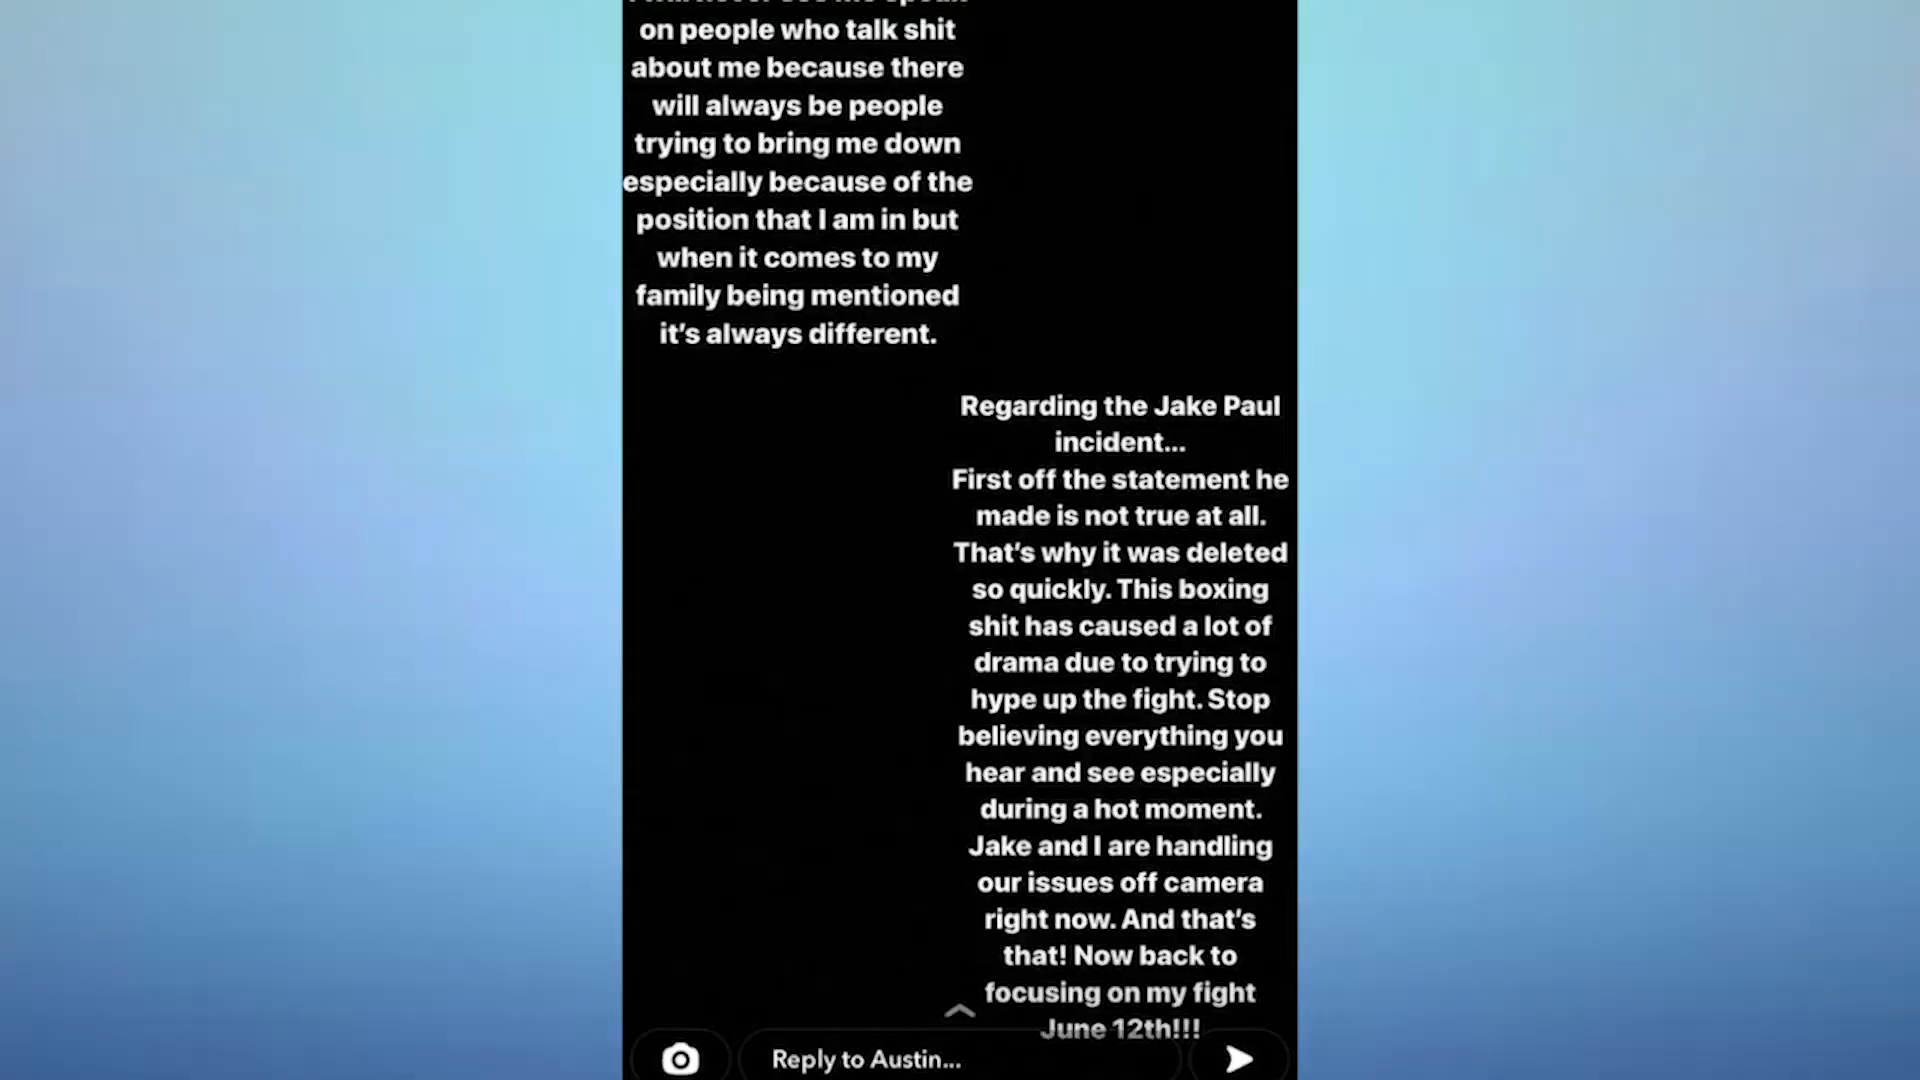 on people who talk shit
about me because there
will always be people
trying to bring me down
especially because of the
position that I am in but
when it comes to my
family being mentioned
it's always different.
Regarding the Jake Paul
incident...
First off the statement he
made is not true at all.
That's why it was deleted
so quickly. This boxing
shit has caused a lot of
drama due to trying to
hype up the fight. Stop
believing everything you
hear and see especially
during a hot moment.
Jake and I are handling
our issues off camera
right now. And that's
that! Now back to
focusing on my fight
June 12th!!!
Reply to Austin...